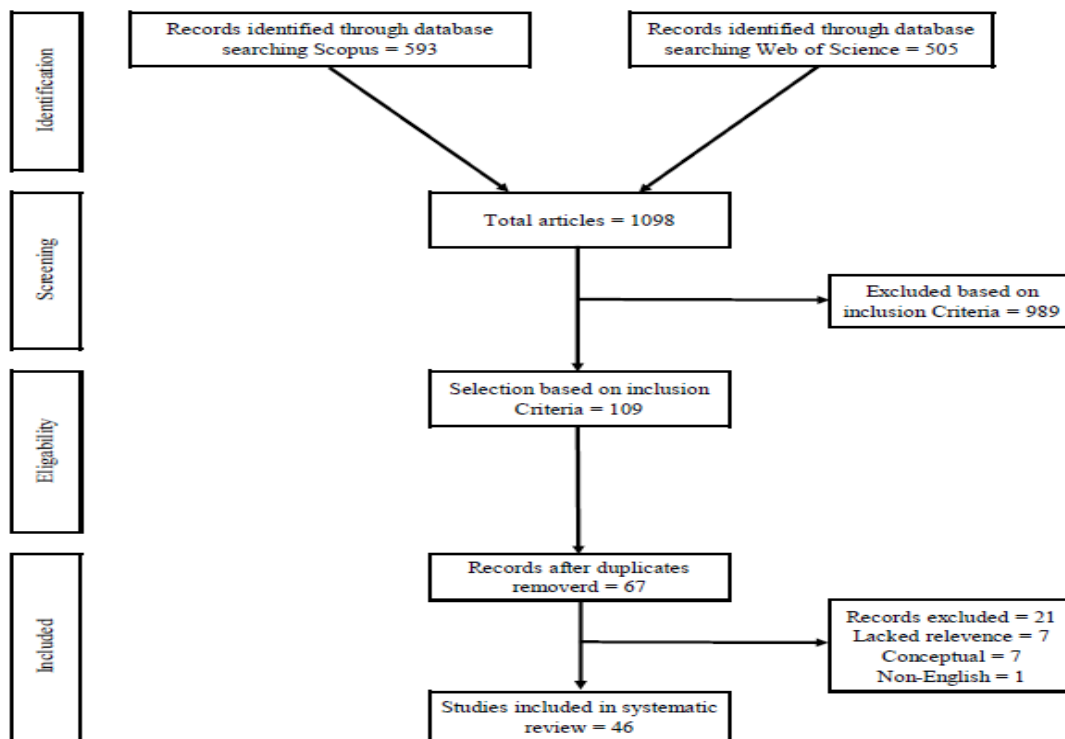 Identification
Records identified through database
searching Scopus = 593
Records identified through database
searching Web of Science = 505
Screening
Total articles = 1098
Excluded based on
inclusion Criteria = 989
Eligability
Selection based on inclusion
Criteria = 109
Included
Records after duplicates
removerd = 67
Records excluded = 21
Lacked relevence = 7
Conceptual = 7
Non-English = 1
Studies included in systematic
review = 46